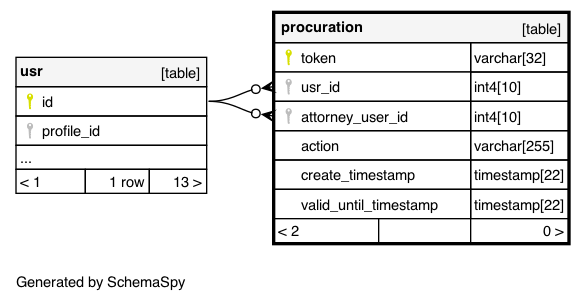 usr [table]
id
profile_id
...
< 1 1 row 13 >
procuration [table]
token varchar[32]
usr_id int4[10]
attorney_user_id int4[10]
action varchar[255]
create_timestamp timestamp[22]
valid_until_timestamp timestamp[22]
< 2 0 >
Generated by SchemaSpy